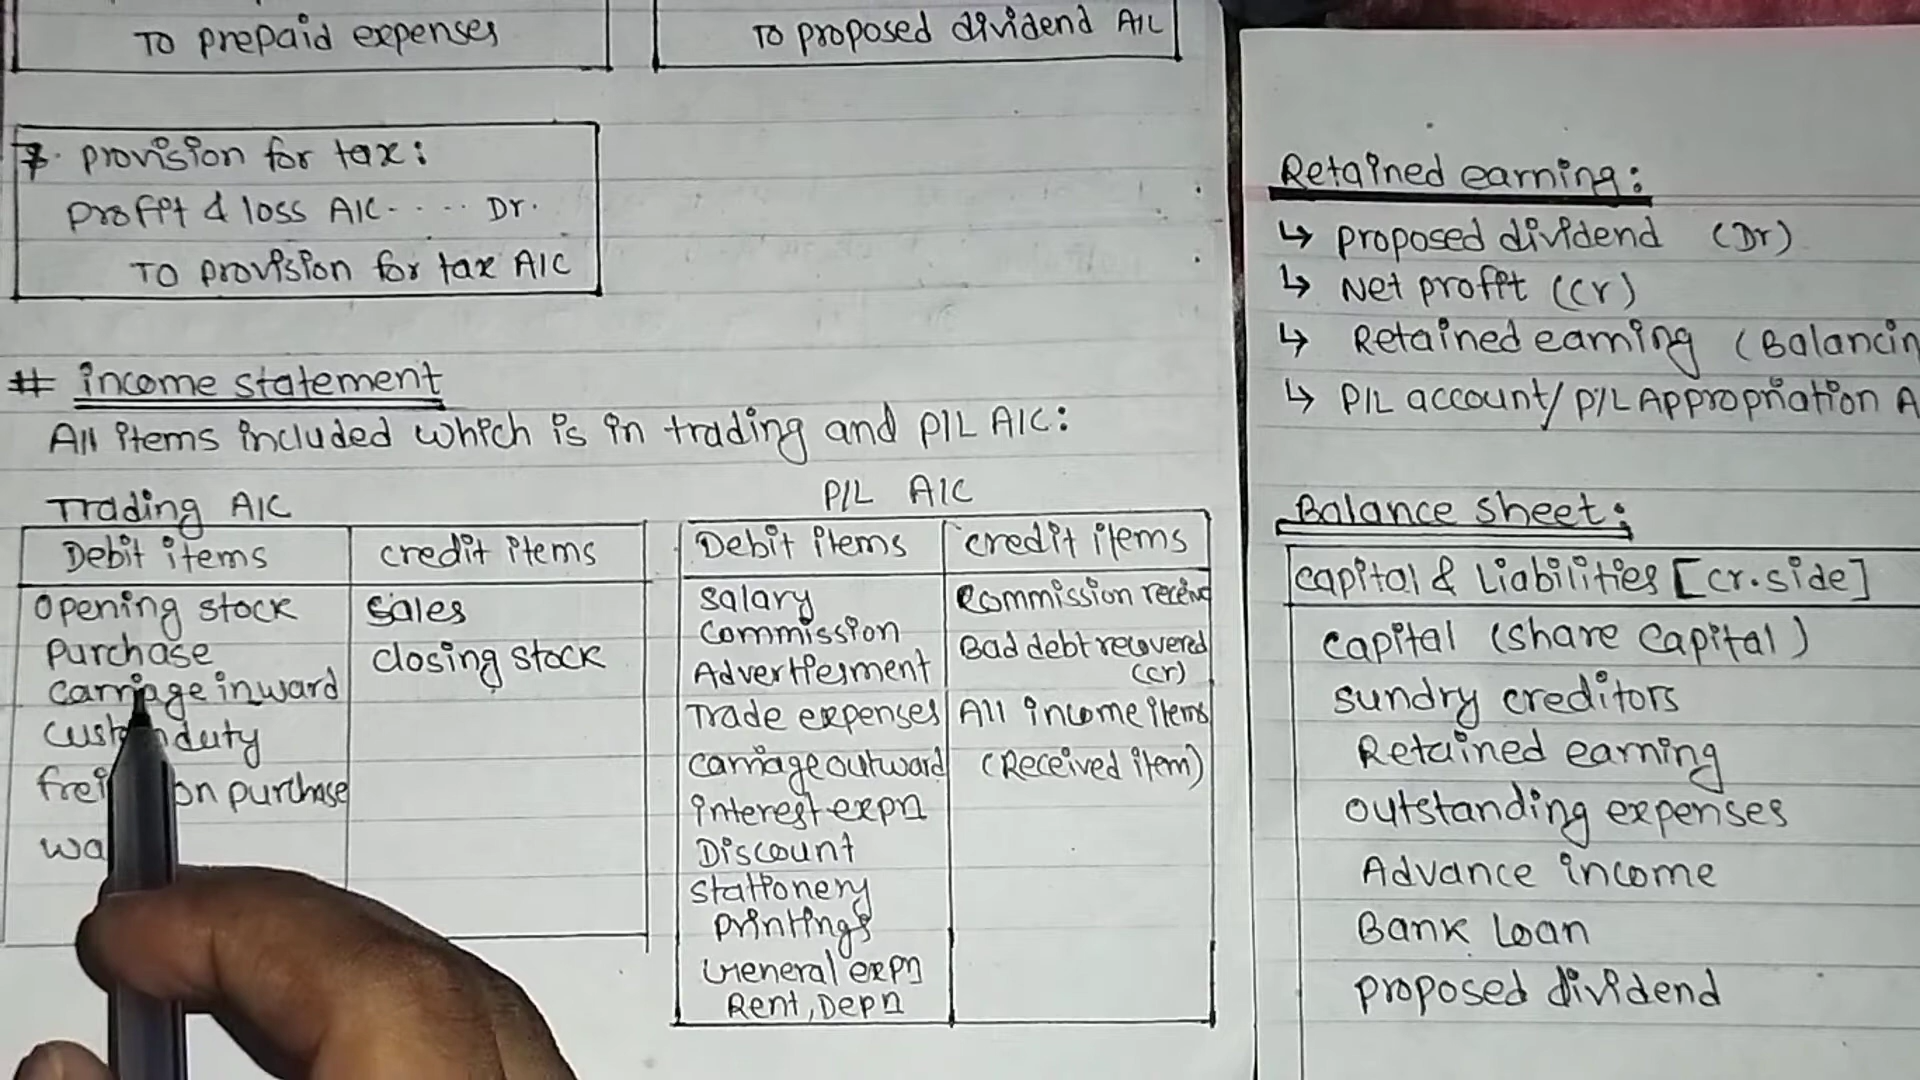 To prepaid expenses
To proposed dividend A/C
7. provision for tax:
profit & loss A/C..... Dr.
To provision for tax A/C
# income statement
All items included which is in trading and P/L A/C:
Trading A/C
Debit items
credit items
opening stock
sales
purchase
closing stock
carriage inward
duty
on purchase
P/L A/C
Debit items
credit items
salary
commission
Advertiesment
Trade expenses
carriage outward
interest expn
Discount
stationery
printings
General expn
Rent, Depn
Bad debt recovered
(cr)
All income items
(Received item)
Retained earning:
↳ proposed dividend (Dr)
↳ Net profit (cr)
↳ Retained earning (Balancin
↳ P/L account/P/L Appropriation A
Balance sheet:
capital & Liabilities [cr.side]
capital (share capital)
sundry creditors
Retained earning
outstanding expenses
Advance income
Bank Loan
proposed dividend